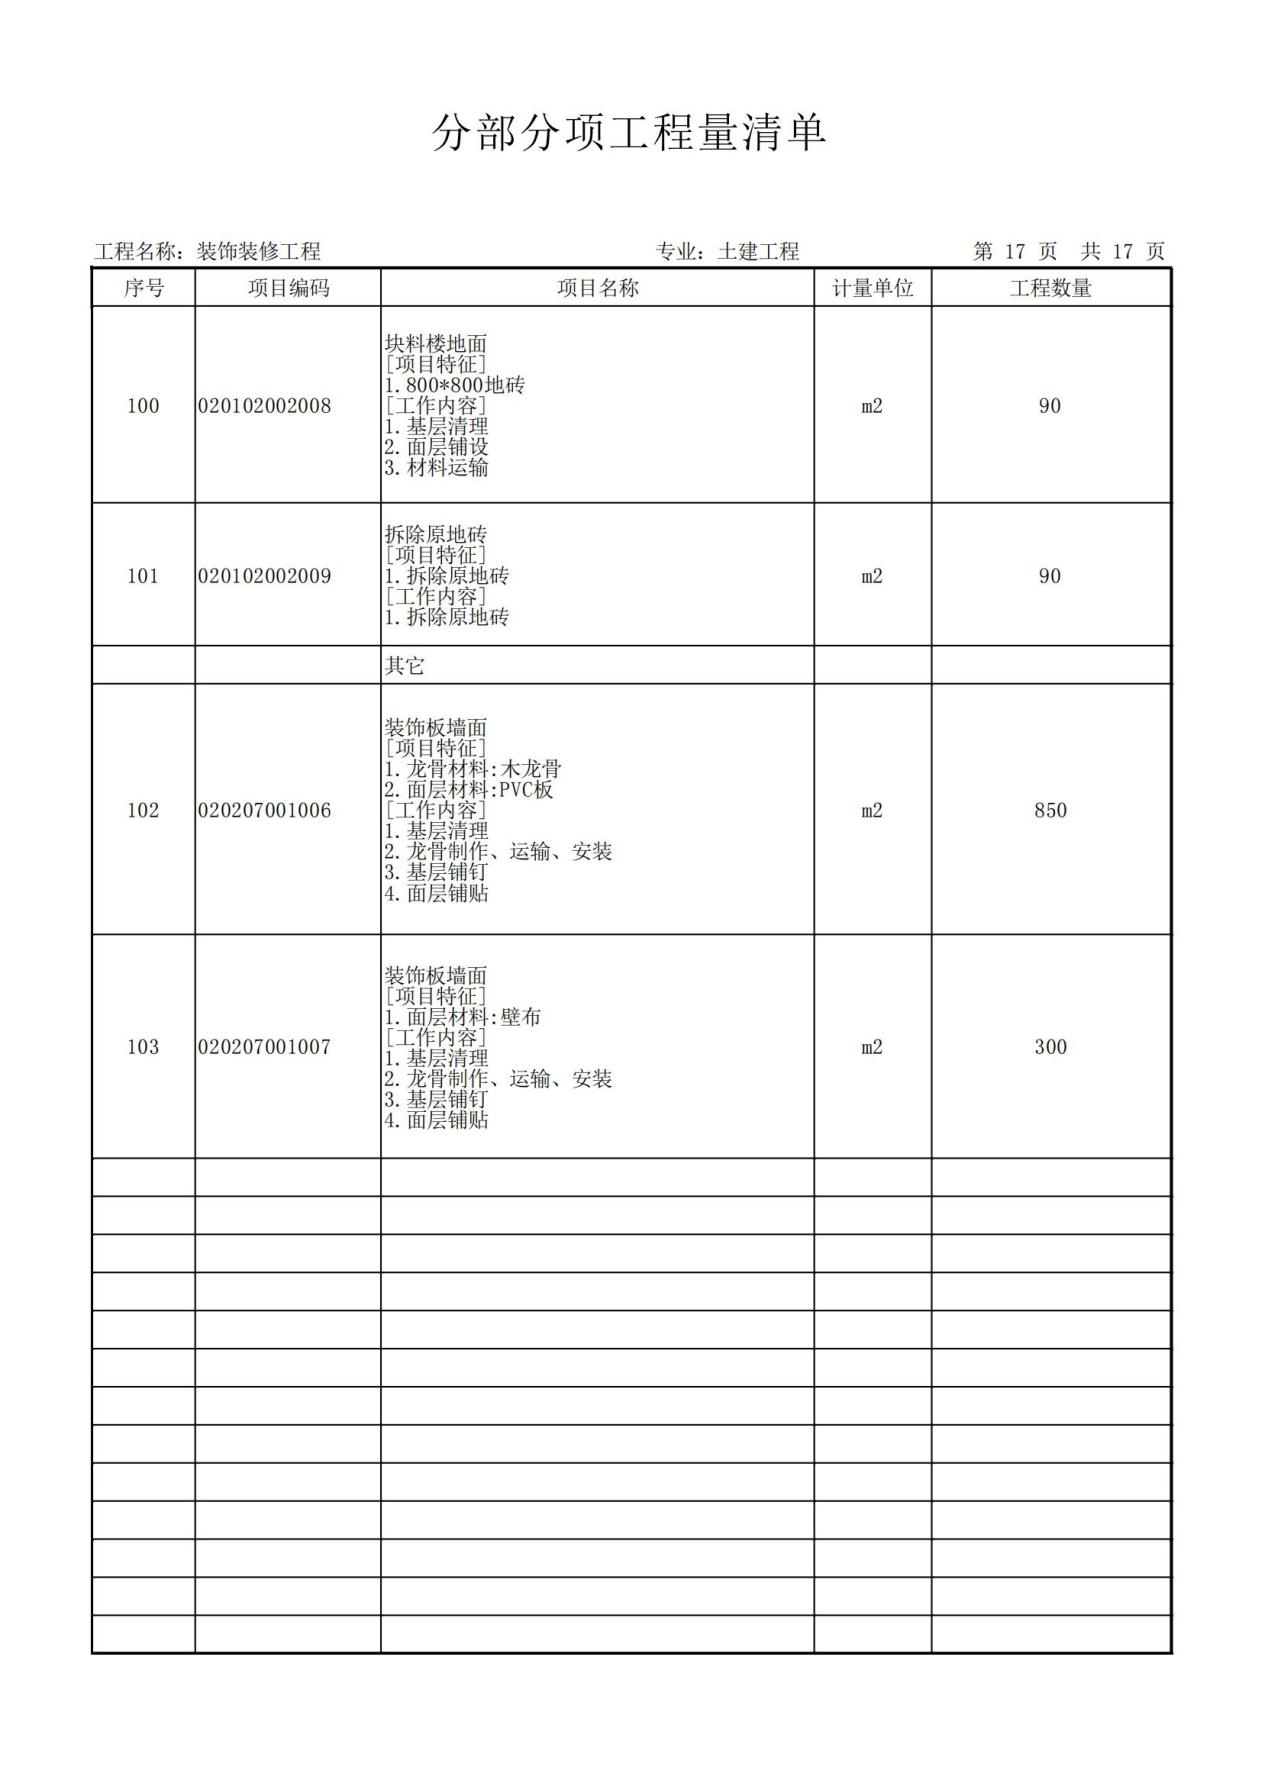 分部分项工程量清单
工程名称：装饰装修工程 专业：土建工程 第 17 页 共 17 页
序号 项目编码 项目名称 计量单位 工程数量
100 020102002008 m2 90
块料楼地面
[项目特征]
1.800*800地砖
[工作内容]
1.基层清理
2.面层铺设
3.材料运输
101 020102002009 m2 90
拆除原地砖
[项目特征]
1.拆除原地砖
[工作内容]
1.拆除原地砖
其它
102 020207001006 m2 850
装饰板墙面
[项目特征]
1.龙骨材料:木龙骨
2.面层材料:PVC板
[工作内容]
1.基层清理
2.龙骨制作、运输、安装
3.基层铺钉
4.面层铺贴
103 020207001007 m2 300
装饰板墙面
[项目特征]
1.面层材料:壁布
[工作内容]
1.基层清理
2.龙骨制作、运输、安装
3.基层铺钉
4.面层铺贴